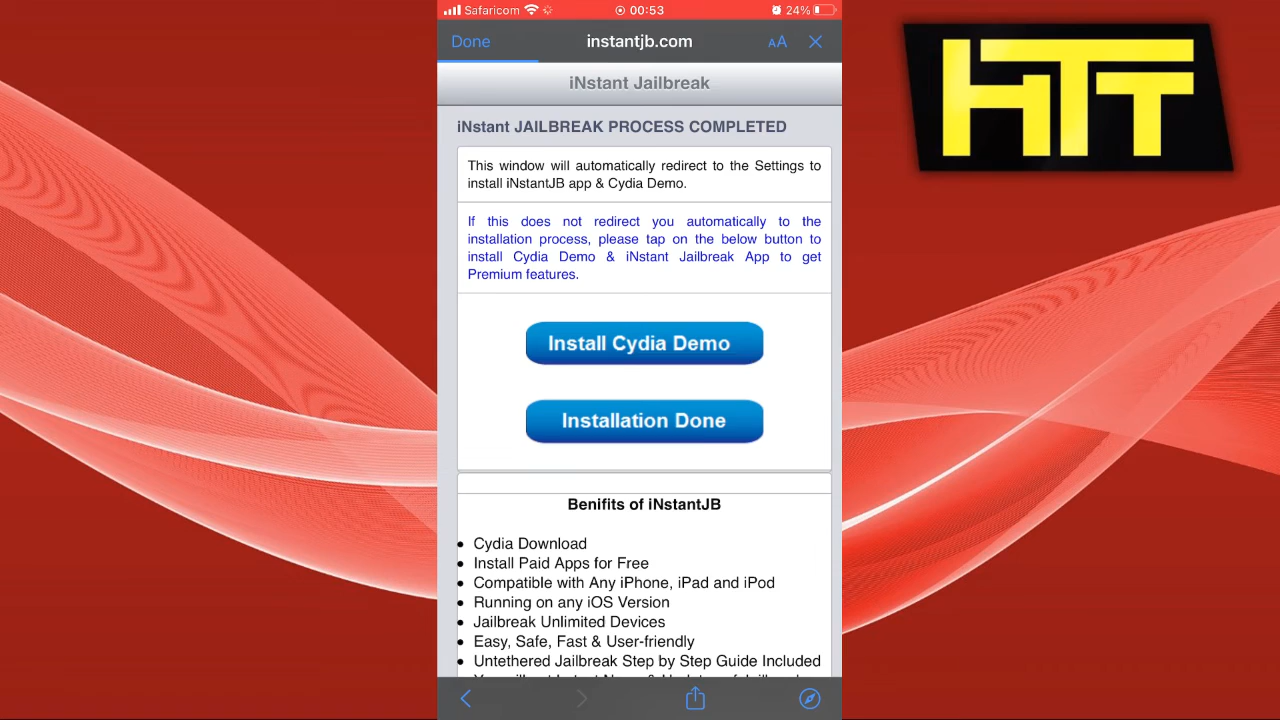 Safaricom 00:53 24%
Done instantjb.com AA
HTT
iNstant Jailbreak
iNstant JAILBREAK PROCESS COMPLETED
This window will automatically redirect to the Settings to
install iNstantJB app & Cydia Demo.
If this does not redirect you automatically to the
installation process, please tap on the below button to
install Cydia Demo & iNstant Jailbreak App to get
Premium features.
Install Cydia Demo
Installation Done
Benifits of iNstantJB
Cydia Download
Install Paid Apps for Free
Compatible with Any iPhone, iPad and iPod
Running on any iOS Version
Jailbreak Unlimited Devices
Easy, Safe, Fast & User-friendly
Untethered Jailbreak Step by Step Guide Included